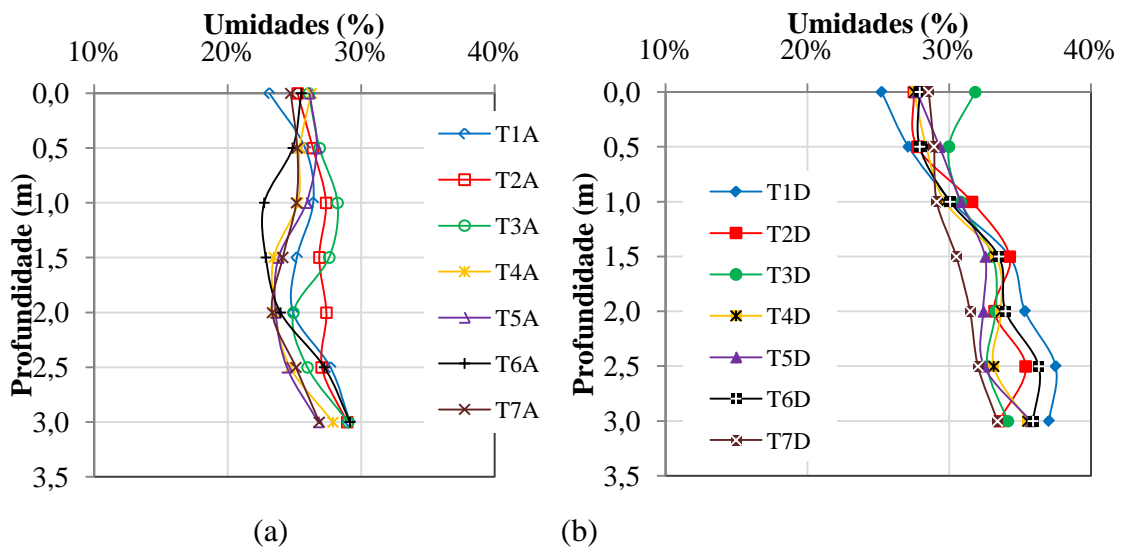 Umidades (%)
10% 20% 30% 40%
Profundidade (m)
0,0
0,5
1,0
1,5
2,0
2,5
3,0
3,5
T1A
T2A
T3A
T4A
T5A
T6A
T7A
(a)
Umidades (%)
10% 20% 30% 40%
Profundidade (m)
0,0
0,5
1,0
1,5
2,0
2,5
3,0
3,5
T1D
T2D
T3D
T4D
T5D
T6D
T7D
(b)